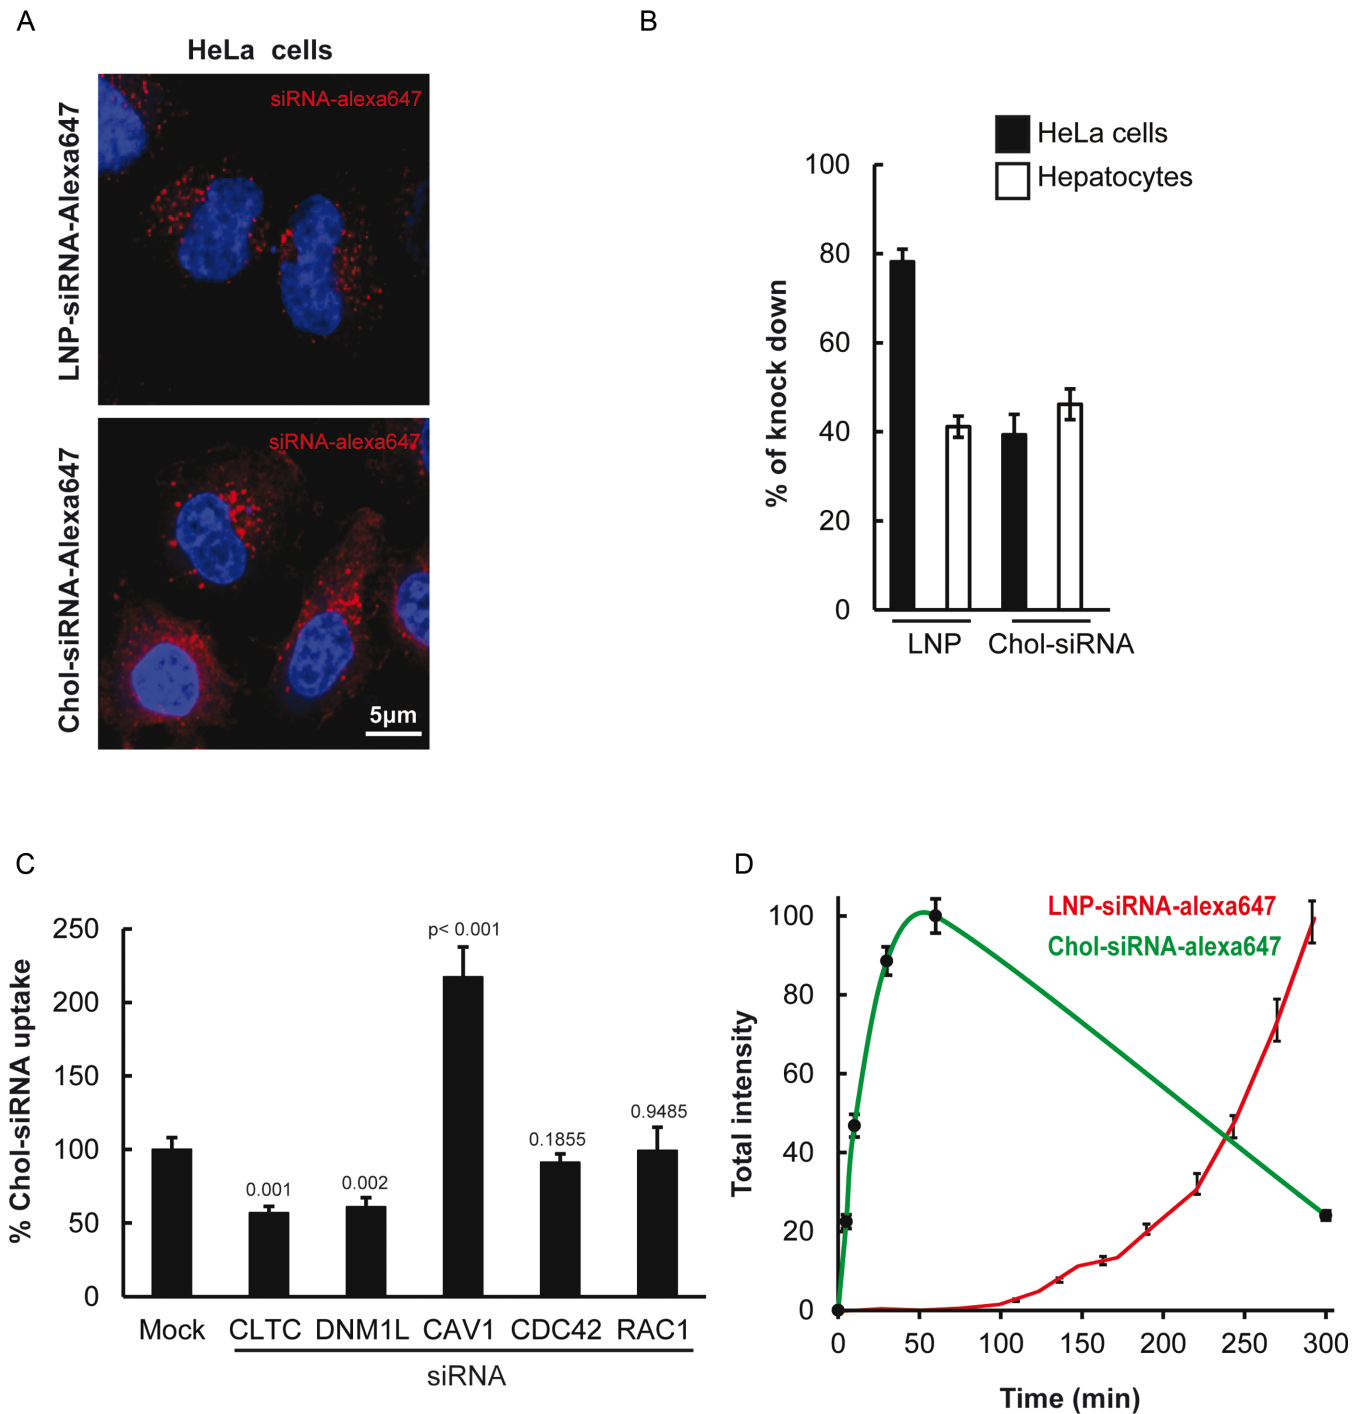 A
HeLa cells
LNP-siRNA-Alexa647
siRNA-alexa647
Chol-siRNA-Alexa647
siRNA-alexa647
5µm
B
HeLa cells
Hepatocytes
% of knock down
100
80
60
40
20
0
LNP Chol-siRNA
C
% Chol-siRNA uptake
250
200
150
100
50
0
0.001
0.002
p< 0.001
0.1855
0.9485
Mock CLTC DNM1L CAV1 CDC42 RAC1
siRNA
D
LNP-siRNA-alexa647
Chol-siRNA-alexa647
Total intensity
100
80
60
40
20
0
0 50 100 150 200 250 300
Time (min)